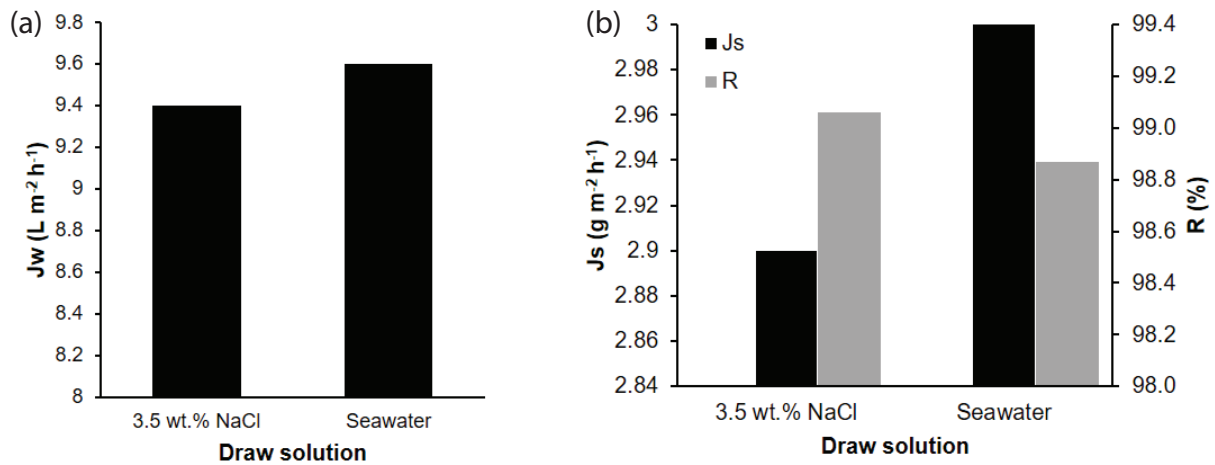 (a)
9.8
9.6
9.4
9.2
9
8.8
8.6
8.4
8.2
8
Jw (L m⁻² h⁻¹)
3.5 wt.% NaCl
Seawater
Draw solution
(b)
3
2.98
2.96
2.94
2.92
2.9
2.88
2.86
2.84
Js (g m⁻² h⁻¹)
Js
R
99.4
99.2
99.0
98.8
98.6
98.4
98.2
98.0
R (%)
3.5 wt.% NaCl
Seawater
Draw solution